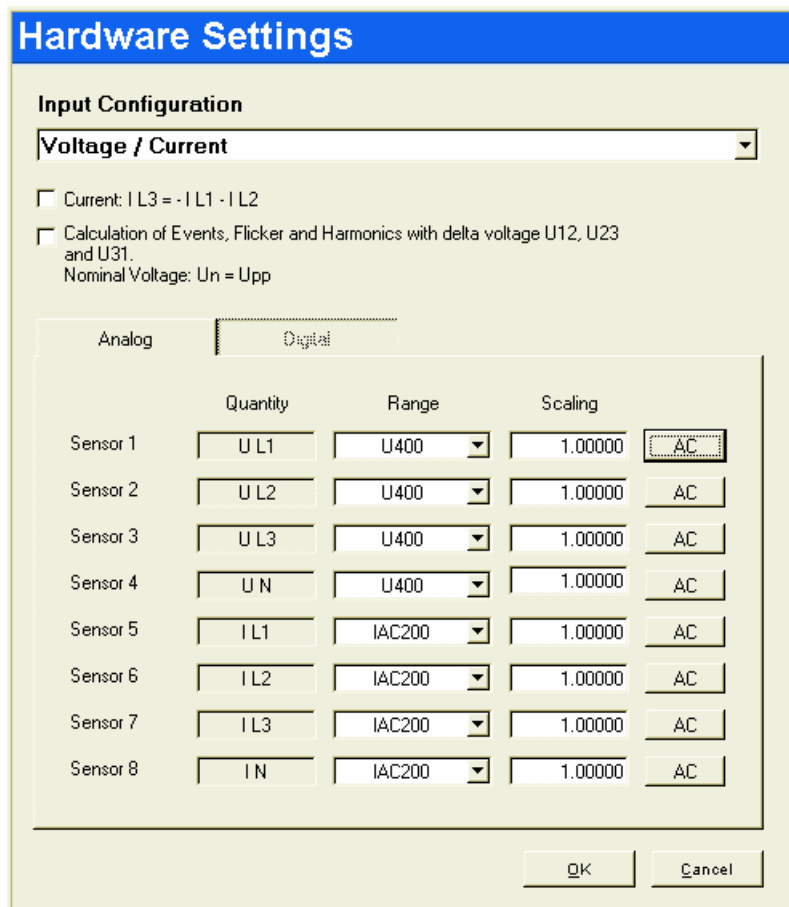 Hardware Settings
Input Configuration
Voltage / Current
Current: I L3 = - I L1 - I L2
Calculation of Events, Flicker and Harmonics with delta voltage U12, U23
and U31.
Nominal Voltage: Un = Upp
Analog Digital
Quantity Range Scaling
Sensor 1 U L1 U400 1.00000 AC
Sensor 2 U L2 U400 1.00000 AC
Sensor 3 U L3 U400 1.00000 AC
Sensor 4 U N U400 1.00000 AC
Sensor 5 I L1 IAC200 1.00000 AC
Sensor 6 I L2 IAC200 1.00000 AC
Sensor 7 I L3 IAC200 1.00000 AC
Sensor 8 I N IAC200 1.00000 AC
OK Cancel